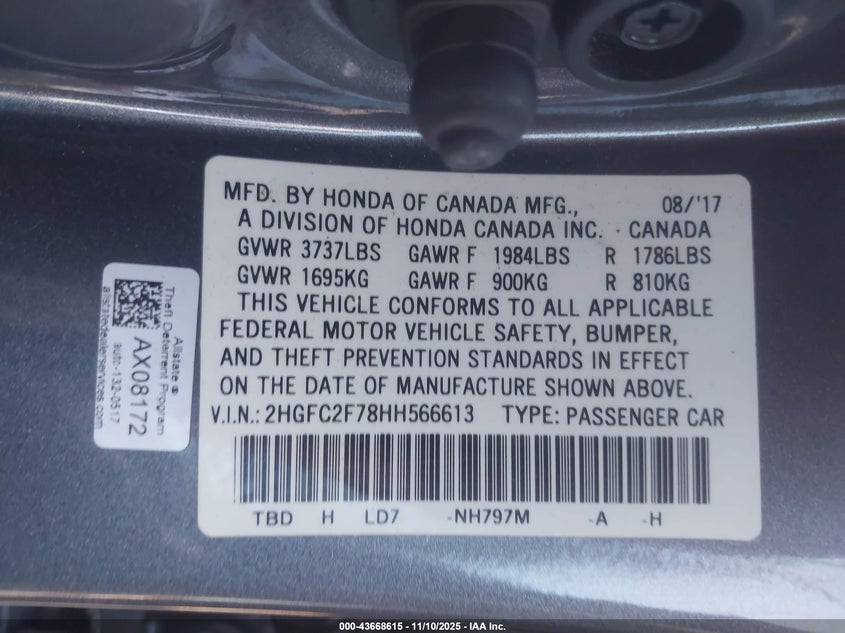 MFD. BY HONDA OF CANADA MFG., 08/'17
A DIVISION OF HONDA CANADA INC. · CANADA
GVWR 3737LBS GAWR F 1984LBS R 1786LBS
GVWR 1695KG GAWR F 900KG R 810KG
THIS VEHICLE CONFORMS TO ALL APPLICABLE
FEDERAL MOTOR VEHICLE SAFETY, BUMPER,
AND THEFT PREVENTION STANDARDS IN EFFECT
ON THE DATE OF MANUFACTURE SHOWN ABOVE.
V.I.N.: 2HGFC2F78HH566613 TYPE: PASSENGER CAR
TBD H LD7 -NH797M -A -H
Allstate ®
Theft Deterrent Program
AX08172
auto-132-0517
allstatedealerservices.com
000-43668615 - 11/10/2025 - IAA Inc.